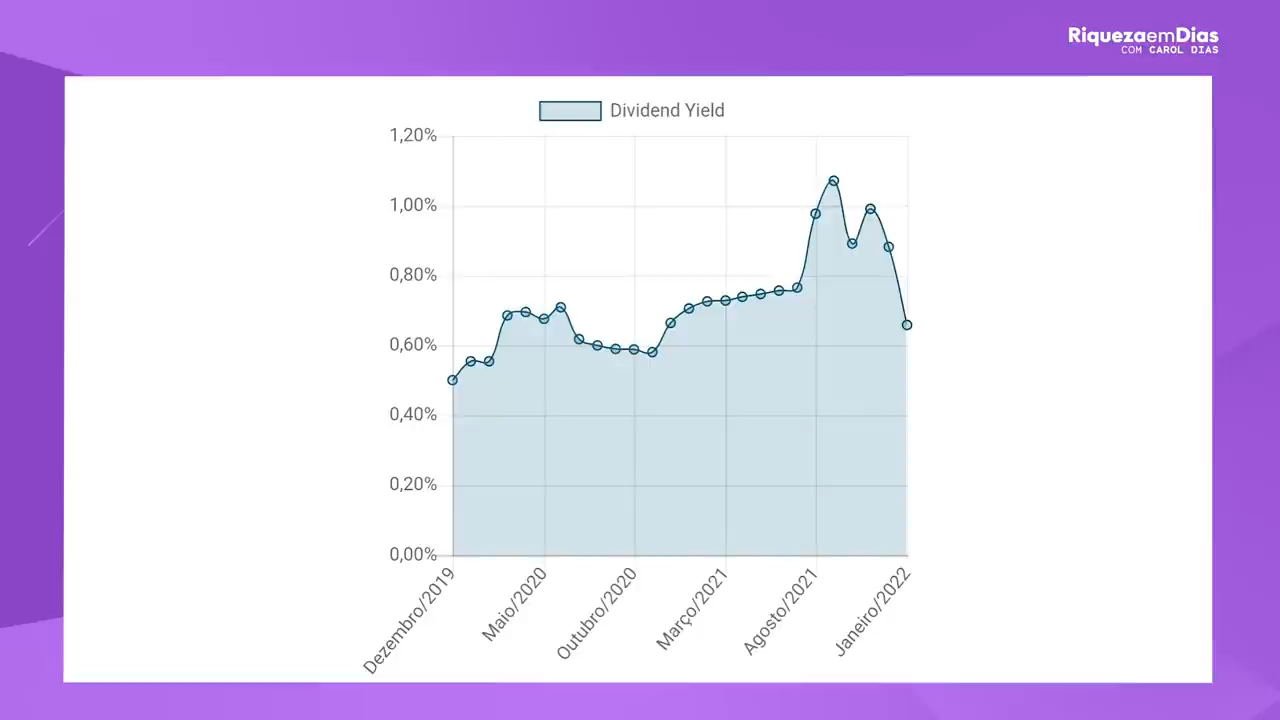 RiquezaemDias
COM CAROL DIAS
Dividend Yield
1,20%
1,00%
0,80%
0,60%
0,40%
0,20%
0,00%
Dezembro/2019
Maio/2020
Outubro/2020
Março/2021
Agosto/2021
Janeiro/2022